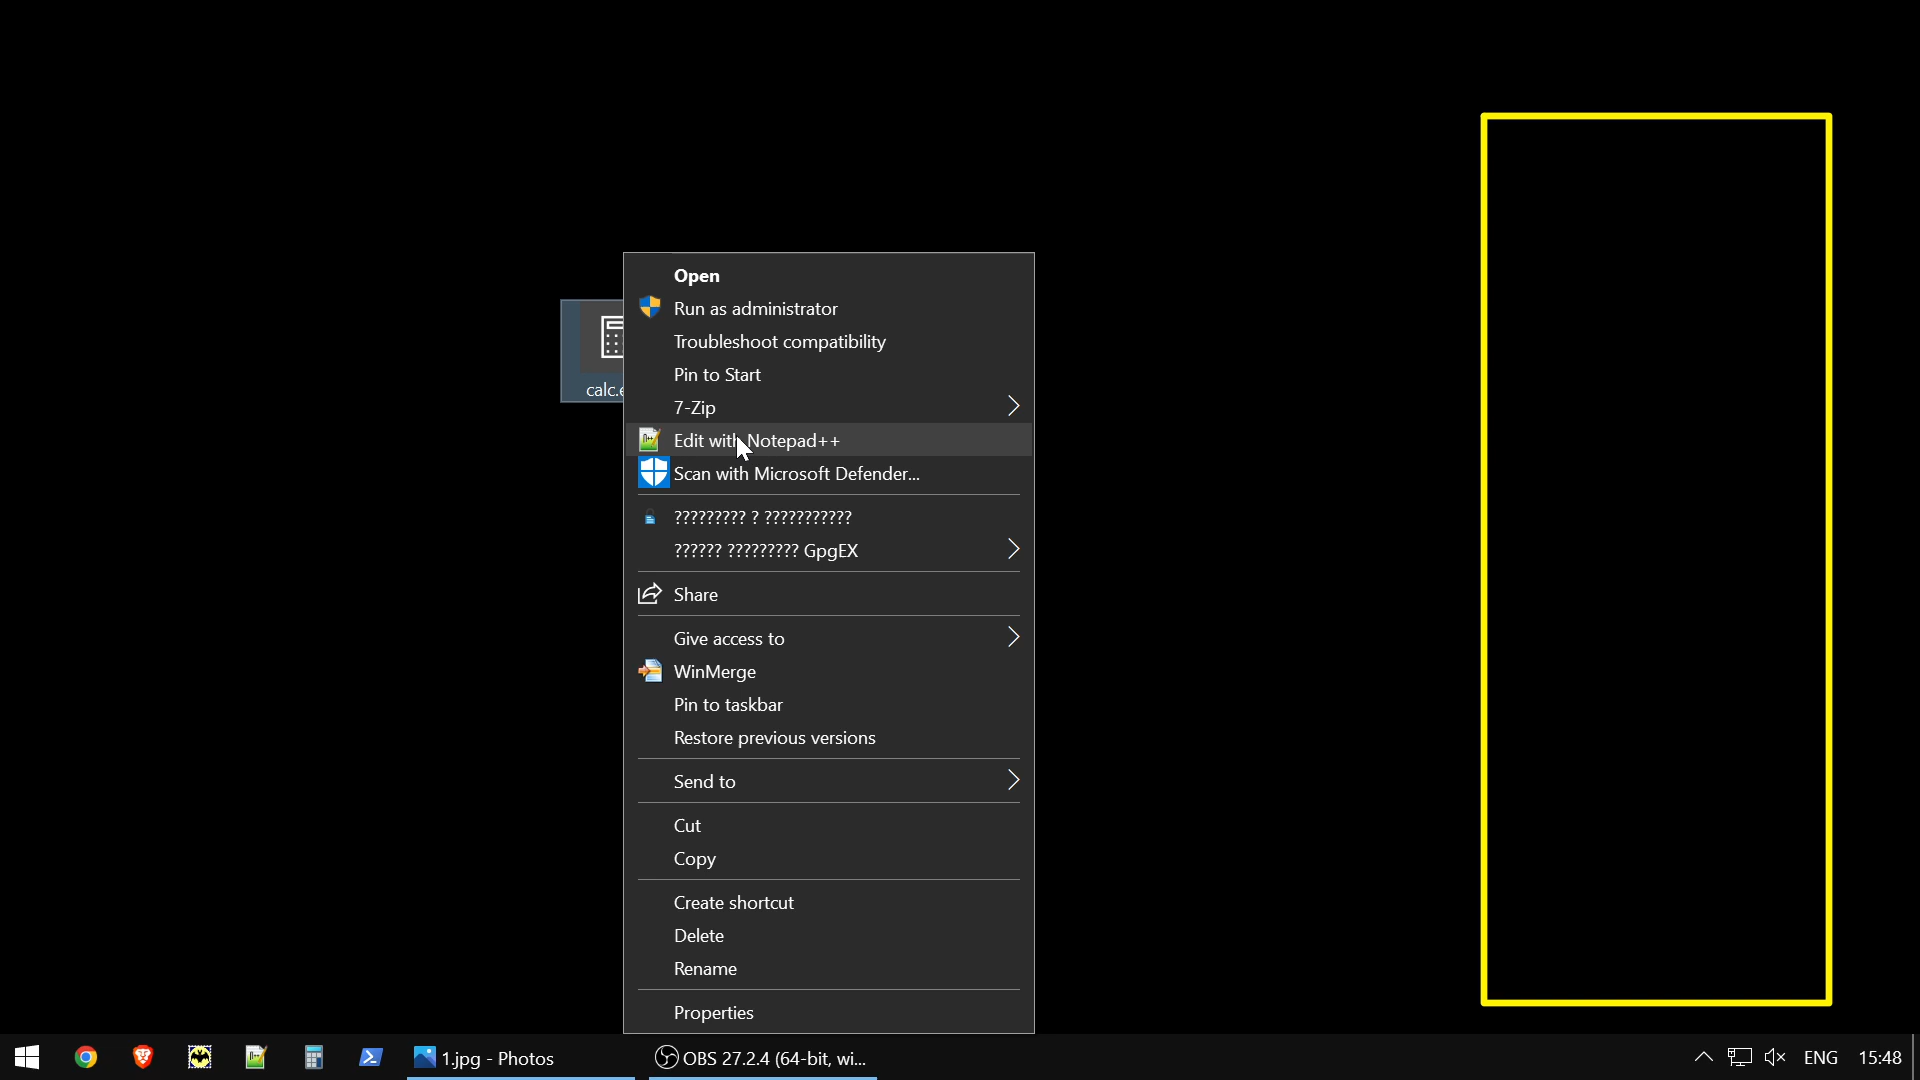 Open
Run as administrator
Troubleshoot compatibility
Pin to Start
7-Zip
calc.e
Edit with Notepad++
Scan with Microsoft Defender...
????????? ? ???????????
?????? ????????? GpgEX
Share
Give access to
WinMerge
Pin to taskbar
Restore previous versions
Send to
Cut
Copy
Create shortcut
Delete
Rename
Properties
1.jpg - Photos
OBS 27.2.4 (64-bit, wi...
ENG
15:48